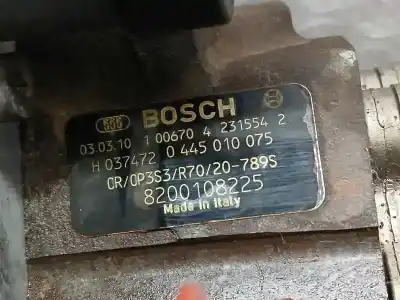 BOSCH
03.03.10 1 00670 4 231554 2
H 037472 0 445 010 075
CR/CP3S3/R70/20-789S
8200108225
Made in Italy